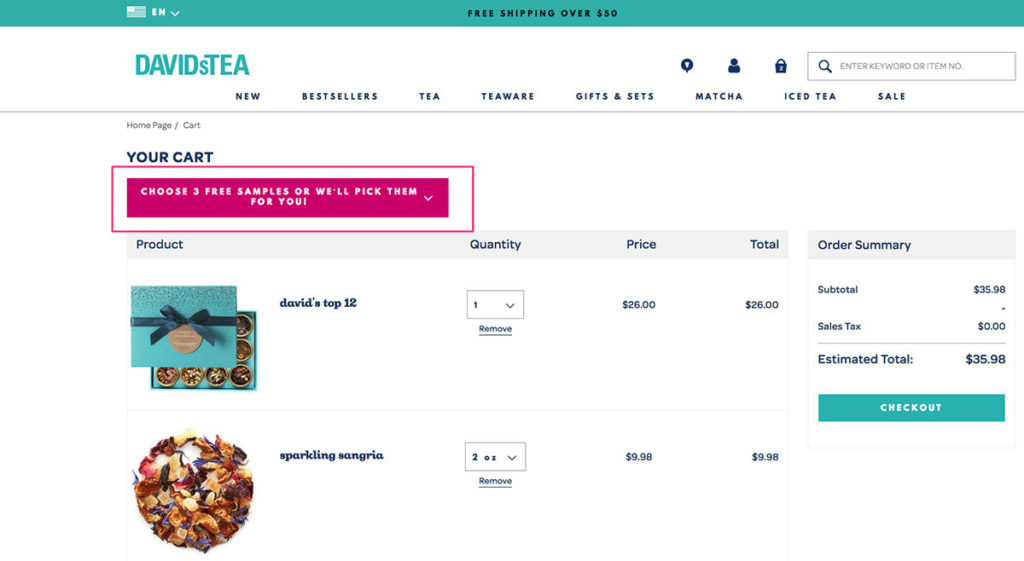 EN
FREE SHIPPING OVER $50
DAVIDsTEA
2
ENTER KEYWORD OR ITEM NO.
NEW BESTSELLERS TEA TEAWARE GIFTS & SETS MATCHA ICED TEA SALE
Home Page / Cart
YOUR CART
CHOOSE 3 FREE SAMPLES OR WE'LL PICK THEM
FOR YOU!
Product Quantity Price Total
david's top 12 1 $26.00 $26.00
Remove
sparkling sangria 2 oz $9.98 $9.98
Remove
Order Summary
Subtotal $35.98
-
Sales Tax $0.00
Estimated Total: $35.98
CHECKOUT